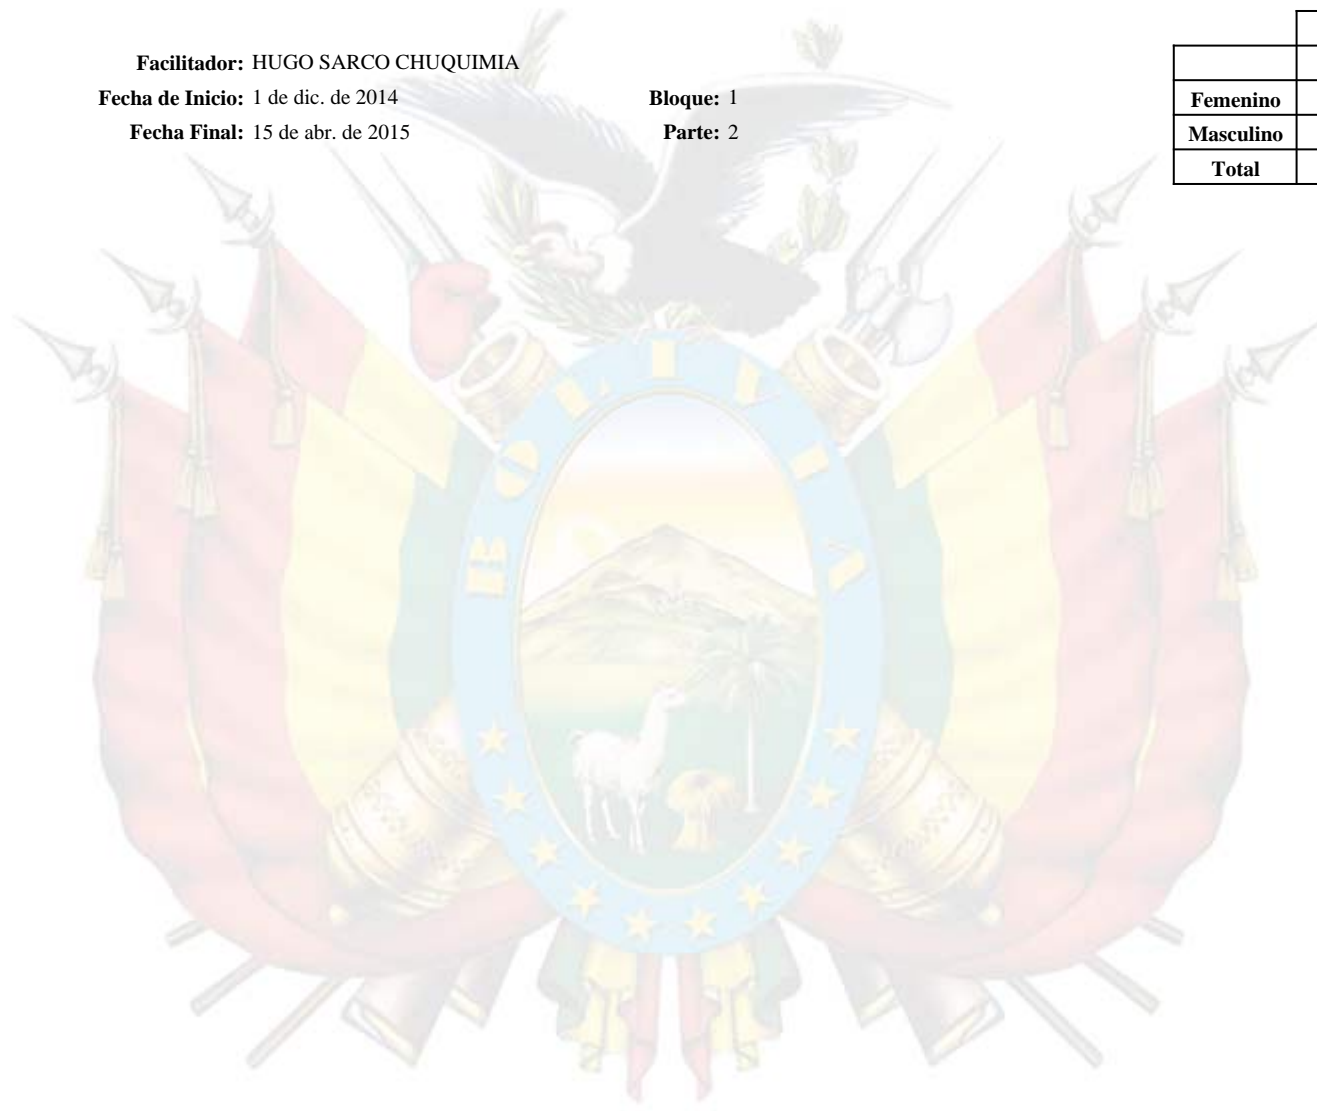 Facilitador: HUGO SARCO CHUQUIMIA
Fecha de Inicio: 1 de dic. de 2014 Bloque: 1
Fecha Final: 15 de abr. de 2015 Parte: 2
Femenino
Masculino
Total
BOLIVIA